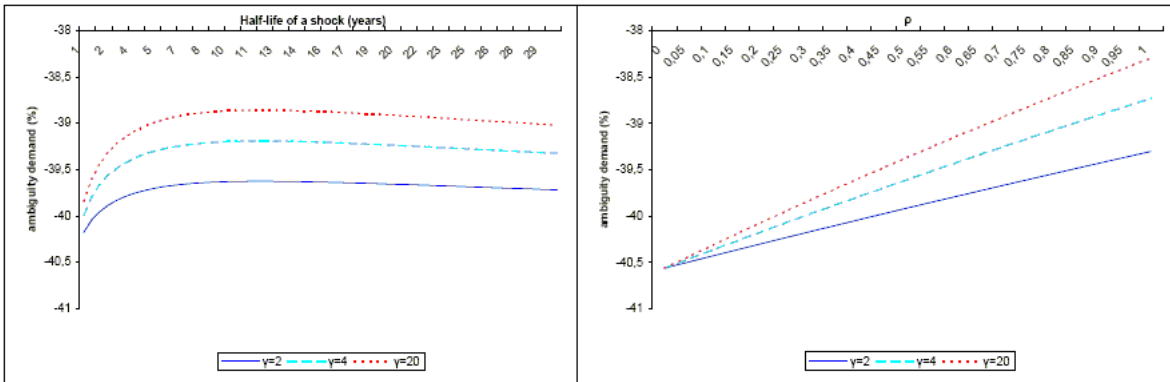 Half-life of a shock (years)
1 2 4 5 7 8 10 11 13 14 16 17 19 20 22 23 25 26 28 29
-38
-38,5
-39
-39,5
-40
-40,5
-41
ambiguity demand (%)
γ=2 γ=4 γ=20
ρ
0 0,05 0,1 0,15 0,2 0,25 0,3 0,35 0,4 0,45 0,5 0,55 0,6 0,65 0,7 0,75 0,8 0,85 0,9 0,95 1
-38
-38,5
-39
-39,5
-40
-40,5
-41
ambiguity demand (%)
γ=2 γ=4 γ=20